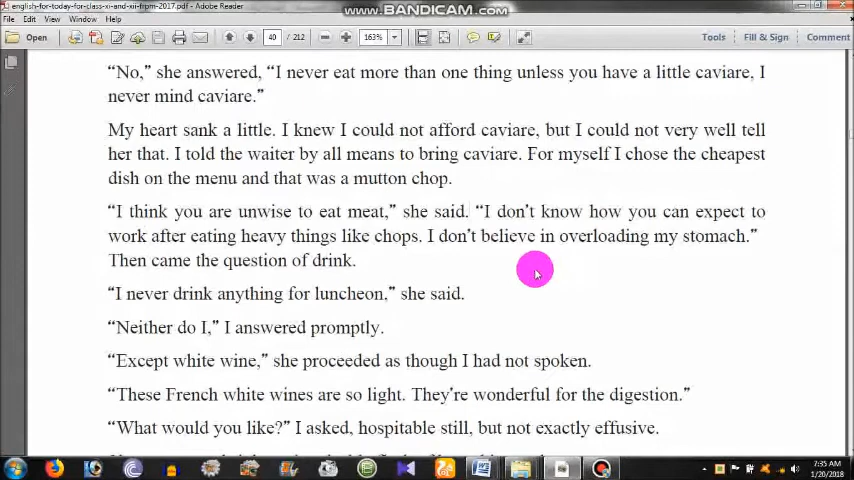 english-for-today-for-class-xi-and-xii-frpm-2017.pdf - Adobe Reader
www.BANDICAM.com
File Edit View Window Help
Open 40 / 212 163% Tools Fill & Sign Comment
“No,” she answered, “I never eat more than one thing unless you have a little caviare, I
never mind caviare.”
My heart sank a little. I knew I could not afford caviare, but I could not very well tell
her that. I told the waiter by all means to bring caviare. For myself I chose the cheapest
dish on the menu and that was a mutton chop.
“I think you are unwise to eat meat,” she said. “I don’t know how you can expect to
work after eating heavy things like chops. I don’t believe in overloading my stomach.”
Then came the question of drink.
“I never drink anything for luncheon,” she said.
“Neither do I,” I answered promptly.
“Except white wine,” she proceeded as though I had not spoken.
“These French white wines are so light. They’re wonderful for the digestion.”
“What would you like?” I asked, hospitable still, but not exactly effusive.
7:35 AM
1/20/2018